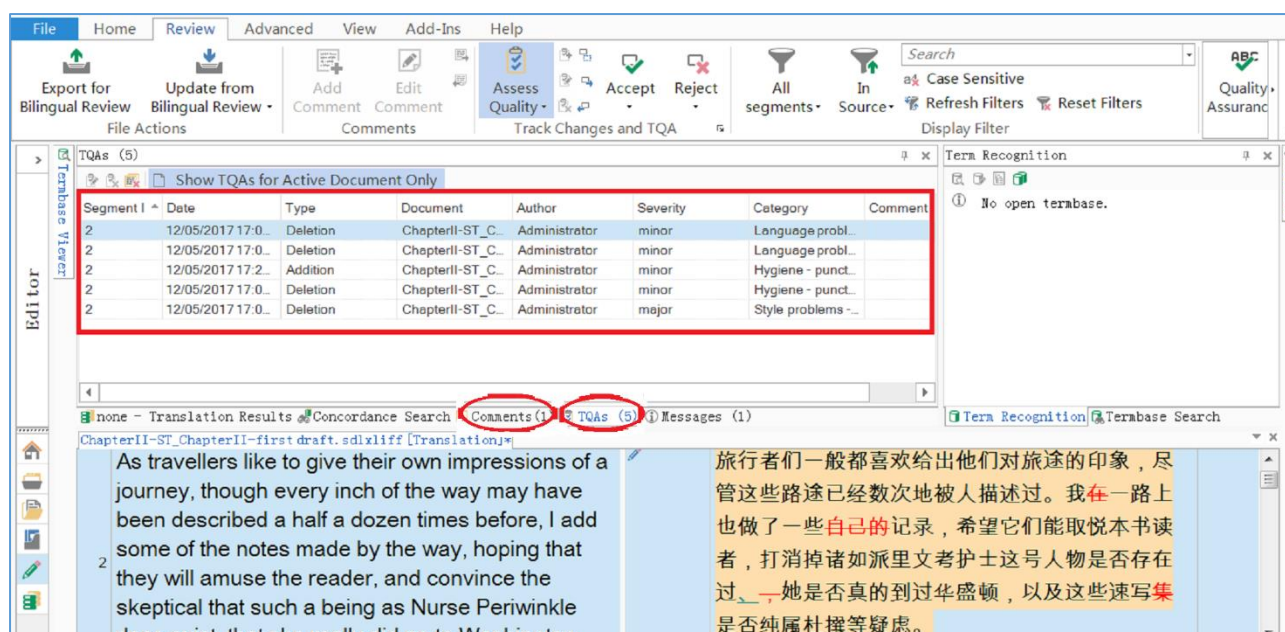 File Home Review Advanced View Add-Ins Help
Export for Bilingual Review
Update from Bilingual Review
Add Comment
Edit Comment
Assess Quality
Accept
Reject
All segments
In Source
Search
Case Sensitive
Refresh Filters Reset Filters
ABC
Quality Assuranc
File Actions Comments Track Changes and TQA Display Filter
Editor
Termbase Viewer
TQAs (5)
Show TQAs for Active Document Only
Segment I Date Type Document Author Severity Category Comment
2 12/05/2017 17:0... Deletion ChapterII-ST_C... Administrator minor Language probl...
2 12/05/2017 17:0... Deletion ChapterII-ST_C... Administrator minor Language probl...
2 12/05/2017 17:2... Addition ChapterII-ST_C... Administrator minor Hygiene - punct...
2 12/05/2017 17:0... Deletion ChapterII-ST_C... Administrator minor Hygiene - punct...
2 12/05/2017 17:0... Deletion ChapterII-ST_C... Administrator major Style problems -...
Term Recognition
No open termbase.
none - Translation Results Concordance Search Comments(1) TQAs (5) Messages (1)
Term Recognition Termbase Search
ChapterII-ST_ChapterII-first draft.sdlxliff [Translation]*
2
As travellers like to give their own impressions of a
journey, though every inch of the way may have
been described a half a dozen times before, I add
some of the notes made by the way, hoping that
they will amuse the reader, and convince the
skeptical that such a being as Nurse Periwinkle
旅行者们一般都喜欢给出他们对旅途的印象，尽
管这些路途已经数次地被人描述过。我在一路上
也做了一些自己的记录，希望它们能取悦本书读
者，打消掉诸如派里文考护士这号人物是否存在
过、，她是否真的到过华盛顿，以及这些速写集
是否纯属杜撰等疑虑。